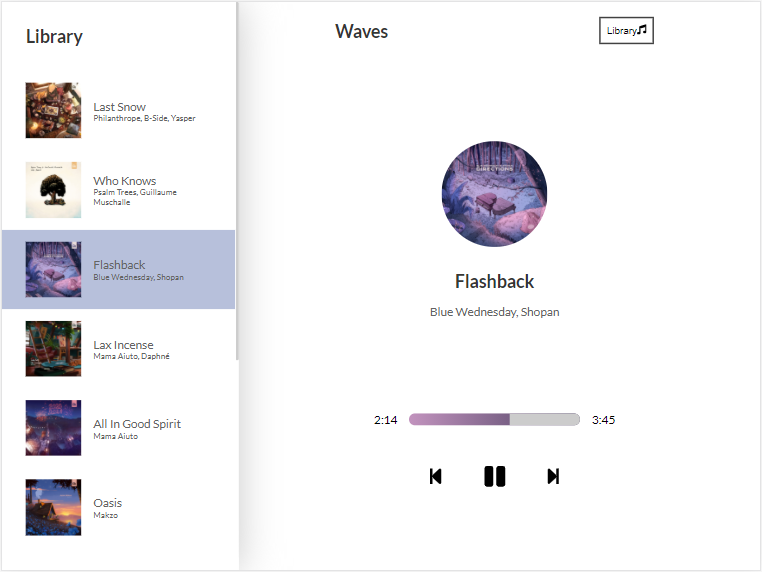 Library
Last Snow
Philanthrope, B-Side, Yasper
Who Knows
Psalm Trees, Guillaume
Muschalle
Flashback
Blue Wednesday, Shopan
Lax Incense
Mama Aiuto, Daphné
All In Good Spirit
Mama Aiuto
Oasis
Makzo
Waves
Library
DIRECTIONS
Flashback
Blue Wednesday, Shopan
2:14
3:45